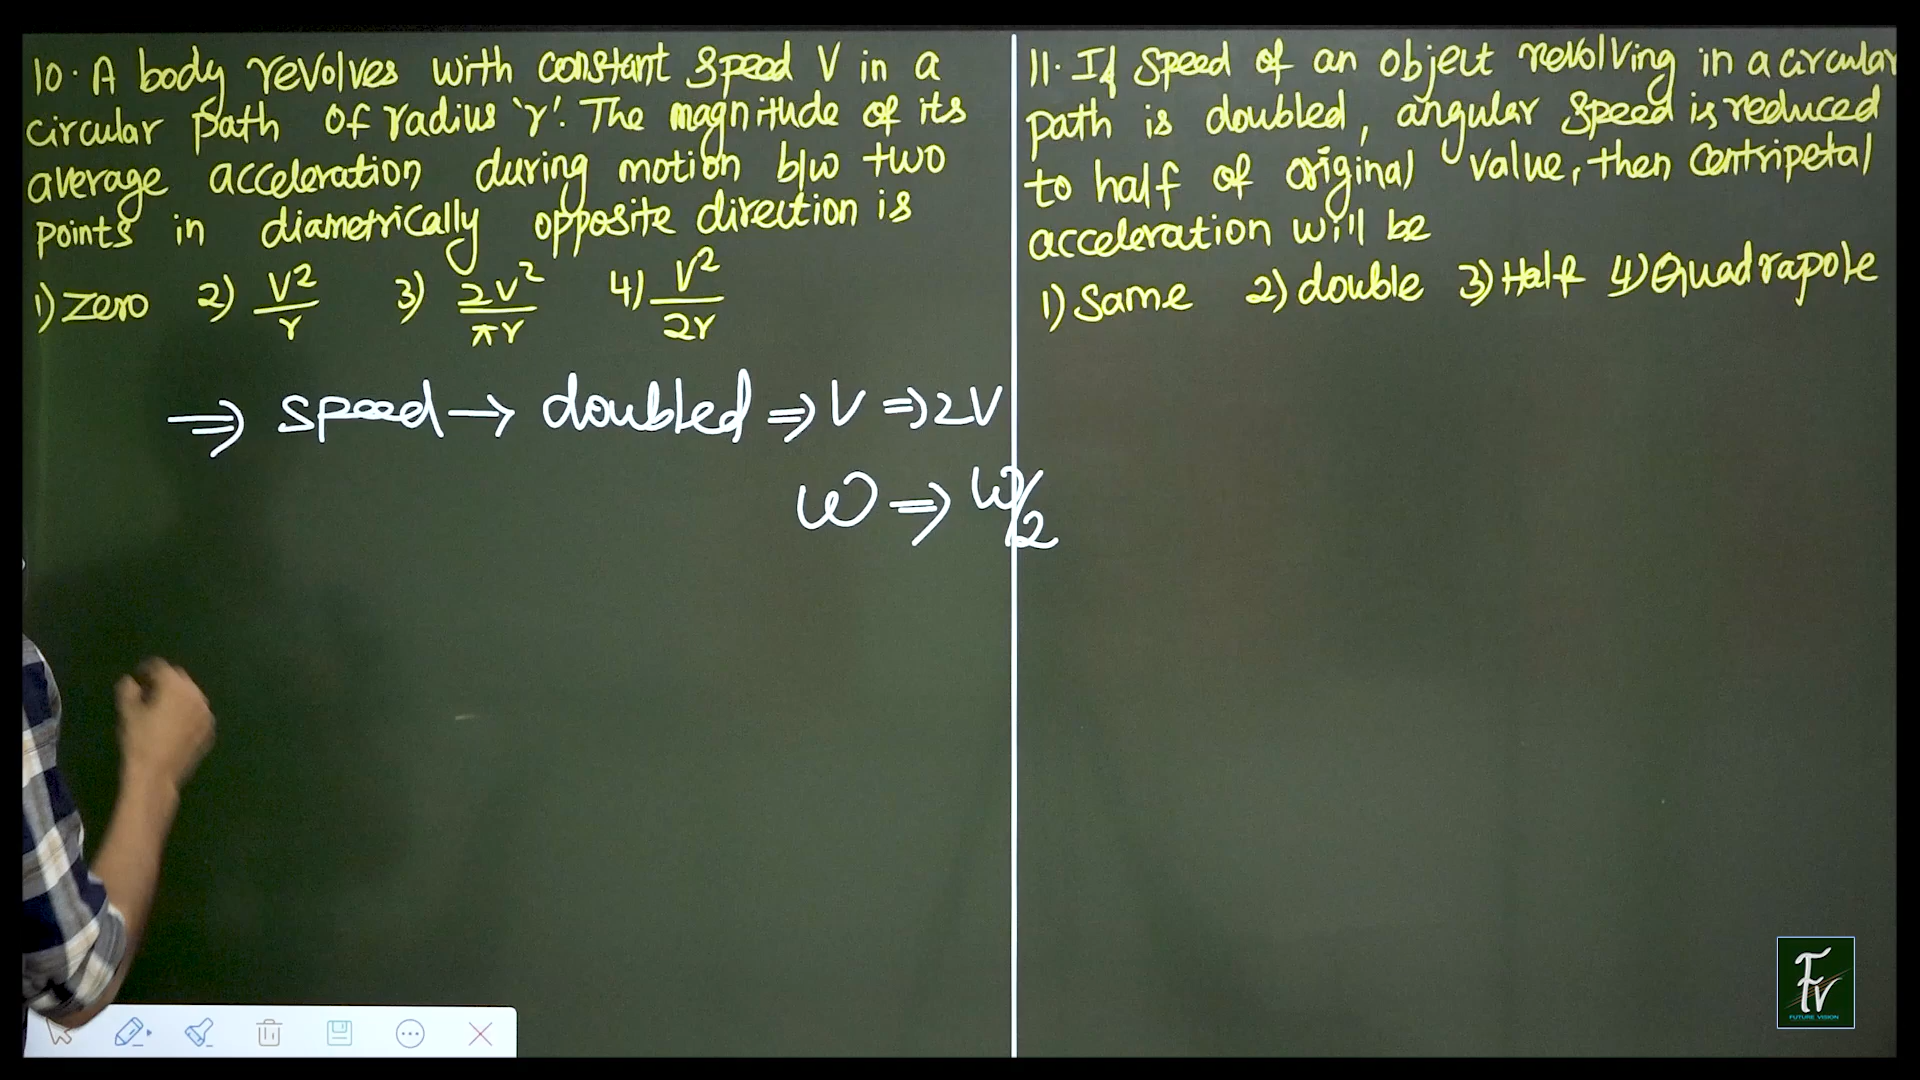 10. A body revolves with constant speed V in a
circular path of radius 'r'. The magnitude of its
average acceleration during motion b/w two
points in diametrically opposite direction is
1) Zero 2) V²/r 3) 2V²/πr 4) V²/2r
⇒ speed → doubled ⇒ V ⇒ 2V
ω ⇒ ω/2
11. If speed of an object revolving in a circular
path is doubled, angular speed is reduced
to half of original value, then centripetal
acceleration will be
1) Same 2) double 3) Half 4) Quadrapole
FV
FUTURE VISION